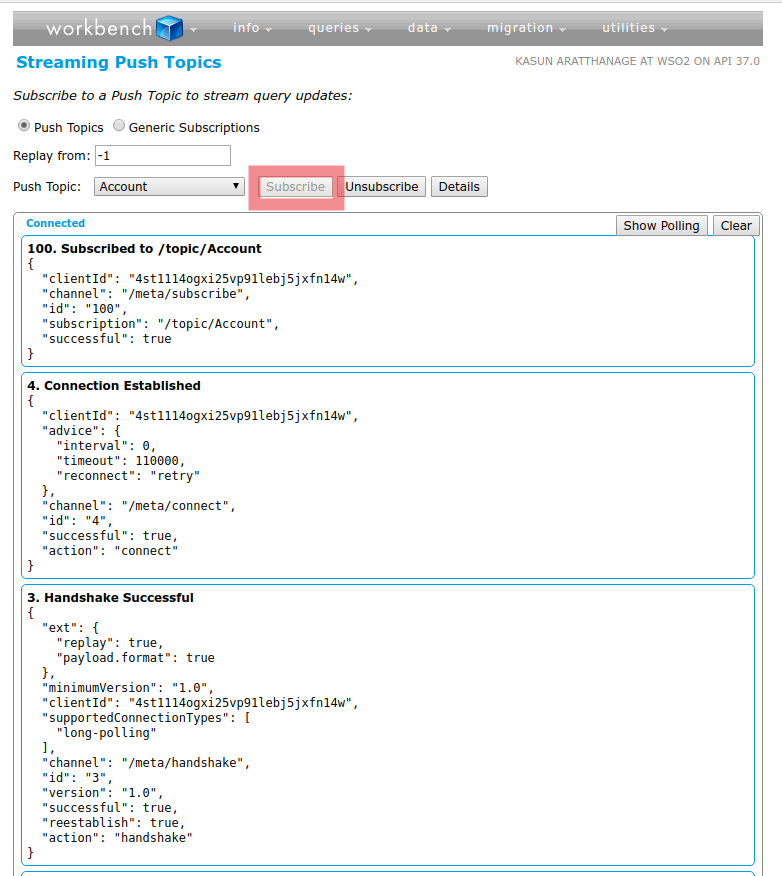 workbench info queries data migration utilities
Streaming Push Topics KASUN ARATTHANAGE AT WSO2 ON API 37.0
Subscribe to a Push Topic to stream query updates:
Push Topics Generic Subscriptions
Replay from: -1
Push Topic: Account Subscribe Unsubscribe Details
Connected Show Polling Clear
100. Subscribed to /topic/Account
{
"clientId": "4st1114ogxi25vp91lebj5jxfn14w",
"channel": "/meta/subscribe",
"id": "100",
"subscription": "/topic/Account",
"successful": true
}
4. Connection Established
{
"clientId": "4st1114ogxi25vp91lebj5jxfn14w",
"advice": {
"interval": 0,
"timeout": 110000,
"reconnect": "retry"
},
"channel": "/meta/connect",
"id": "4",
"successful": true,
"action": "connect"
}
3. Handshake Successful
{
"ext": {
"replay": true,
"payload.format": true
},
"minimumVersion": "1.0",
"clientId": "4st1114ogxi25vp91lebj5jxfn14w",
"supportedConnectionTypes": [
"long-polling"
],
"channel": "/meta/handshake",
"id": "3",
"version": "1.0",
"successful": true,
"reestablish": true,
"action": "handshake"
}